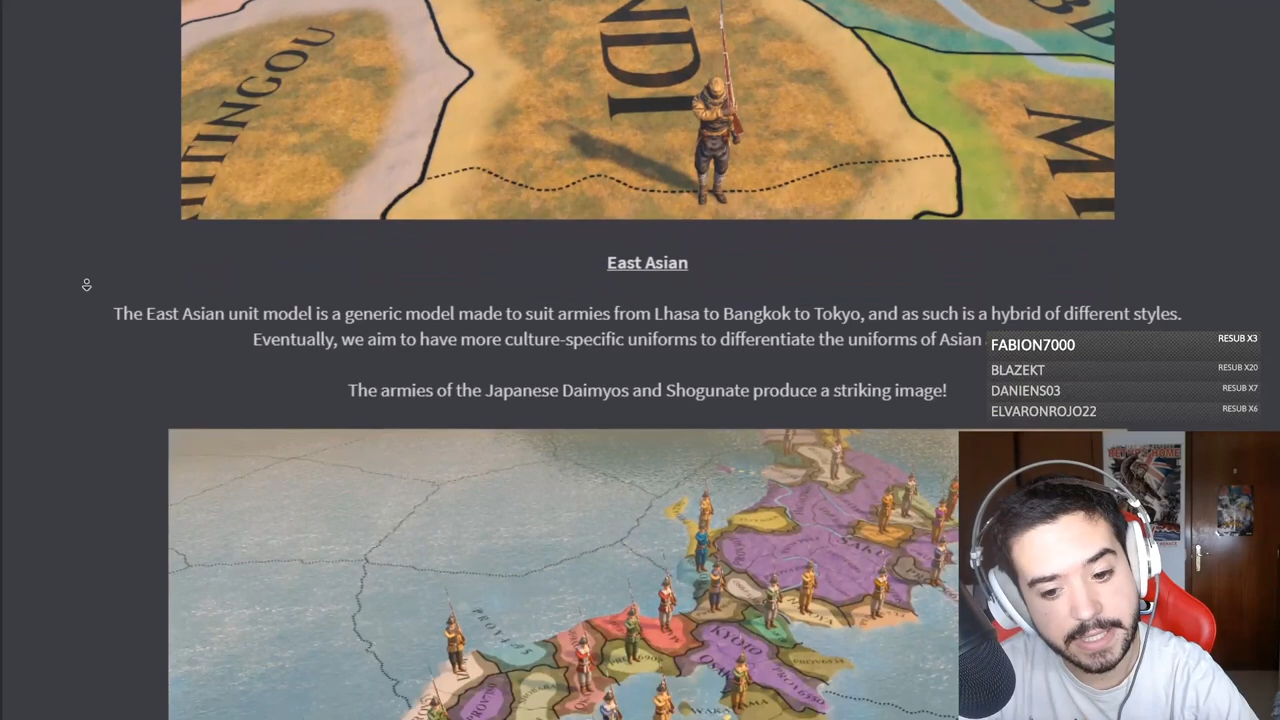 East Asian
The East Asian unit model is a generic model made to suit armies from Lhasa to Bangkok to Tokyo, and as such is a hybrid of different styles.
Eventually, we aim to have more culture-specific uniforms to differentiate the uniforms of Asian
FABION7000 RESUB X3
BLAZEKT RESUB X20
DANIENS03 RESUB X7
ELVARONROJO22 RESUB X6
The armies of the Japanese Daimyos and Shogunate produce a striking image!
KYOTO